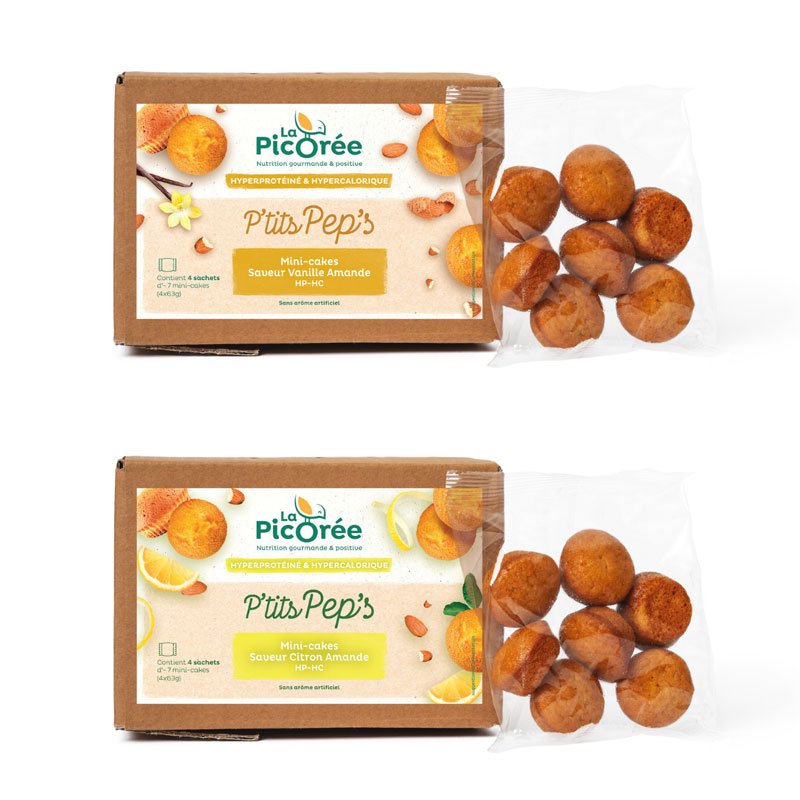 La
Picorée
Nutrition gourmande & positive
HYPERPROTÉINÉ & HYPERCALORIQUE
P'tits Pep's
Mini-cakes
Saveur Vanille Amande
HP-HC
Contient 4 sachets
d'~ 7 mini-cakes
(4x63g)
Sans arôme artificiel
La
Picorée
Nutrition gourmande & positive
HYPERPROTÉINÉ & HYPERCALORIQUE
P'tits Pep's
Mini-cakes
Saveur Citron Amande
HP-HC
Contient 4 sachets
d'~ 7 mini-cakes
(4x63g)
Sans arôme artificiel